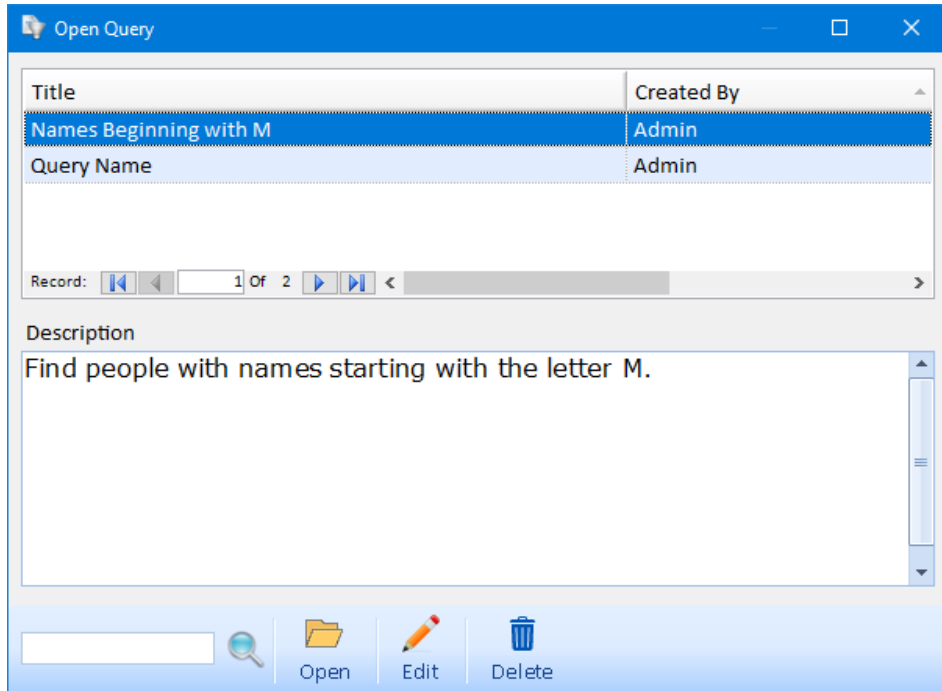 Open Query
Title Created By
Names Beginning with M Admin
Query Name Admin
Record: 1 Of 2
Description
Find people with names starting with the letter M.
Open Edit Delete